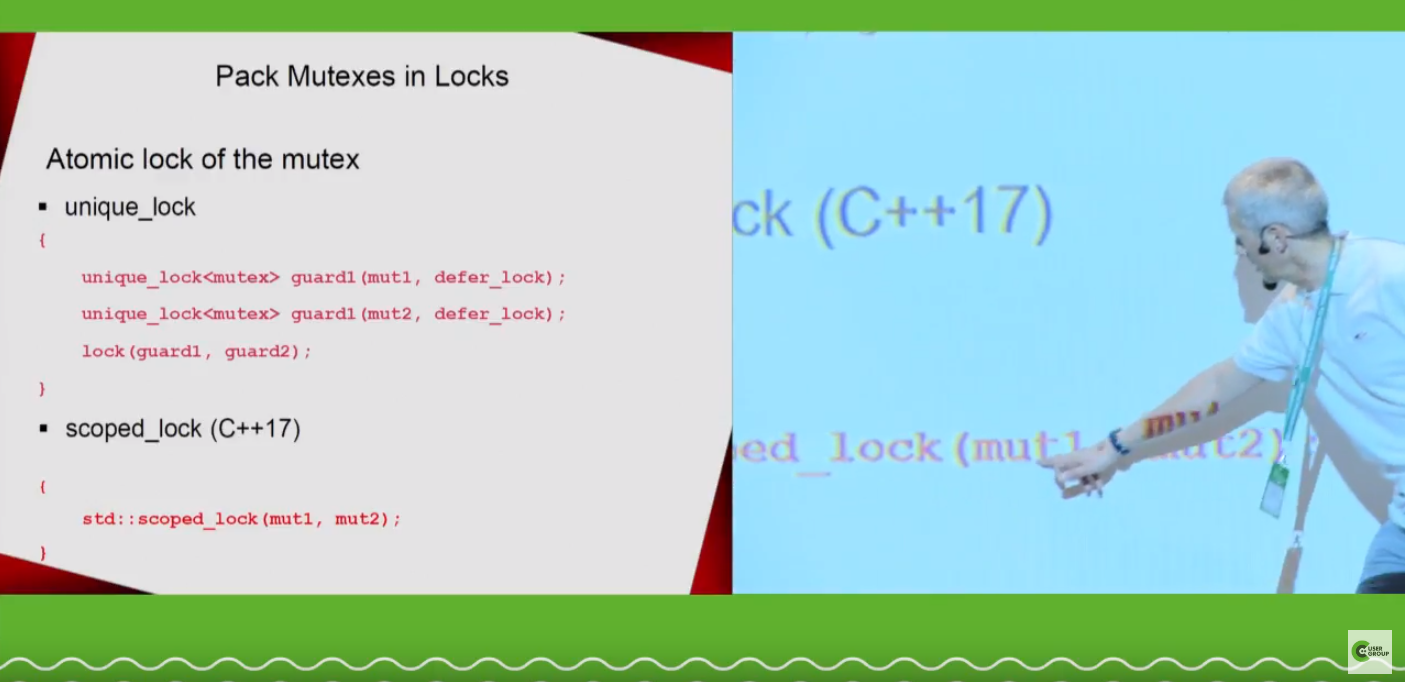 Pack Mutexes in Locks
Atomic lock of the mutex
▪ unique_lock
{
unique_lock<mutex> guard1(mut1, defer_lock);
unique_lock<mutex> guard1(mut2, defer_lock);
lock(guard1, guard2);
}
▪ scoped_lock (C++17)
{
std::scoped_lock(mut1, mut2);
}
ck (C++17)
ed_lock(mut1
mut2)
USER
GROUP